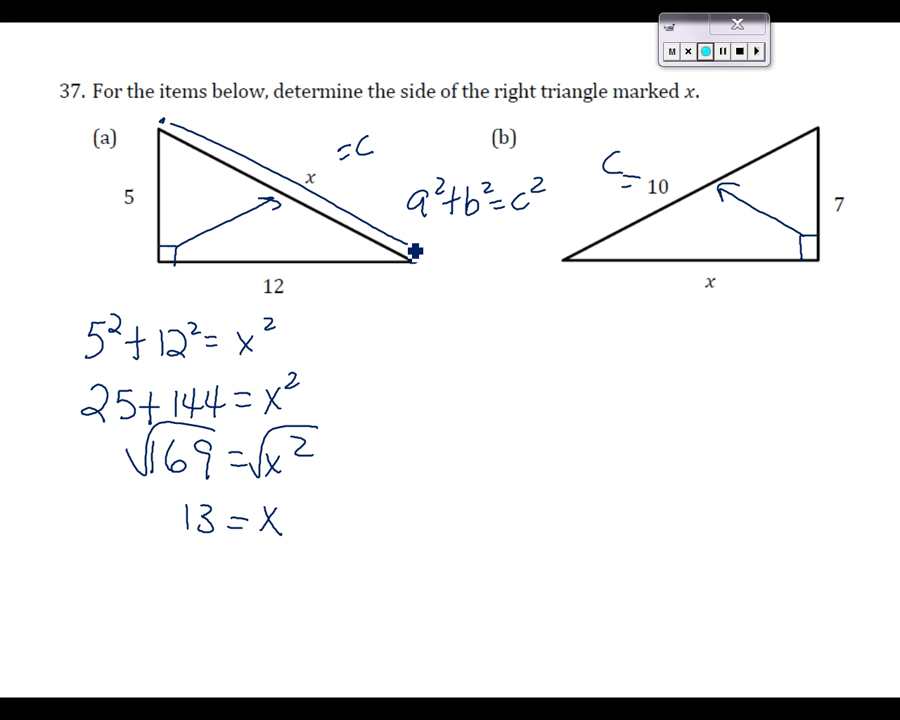 M
37. For the items below, determine the side of the right triangle marked x.
(a)
5
x
= c
12
a² + b² = c²
(b)
c =
10
7
x
5² + 12² = x²
25 + 144 = x²
√169 = √x²
13 = x